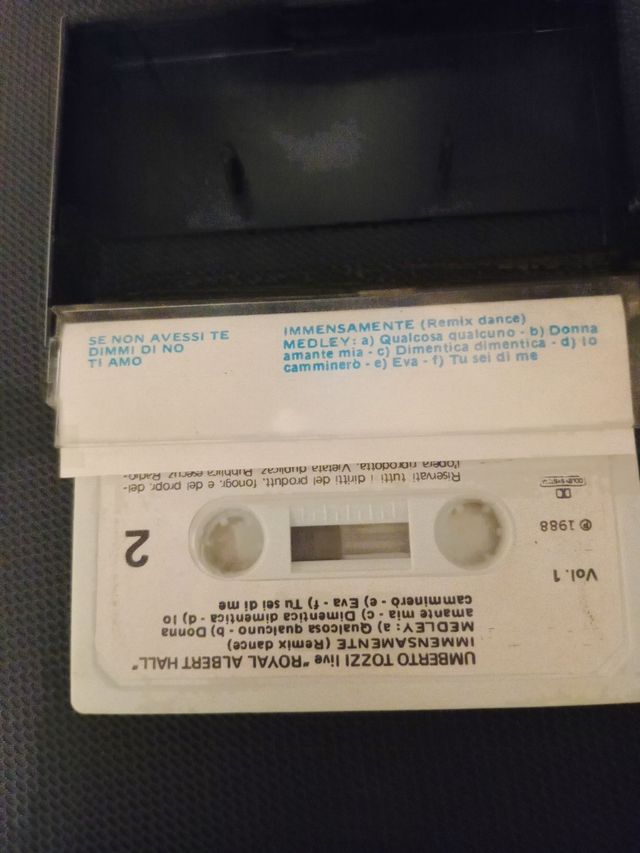 SE NON AVESSI TE
DIMMI DI NO
TI AMO
IMMENSAMENTE (Remix dance)
MEDLEY: a) Qualcosa qualcuno - b) Donna
amante mia - c) Dimentica dimentica - d) Io
camminerò - e) Eva - f) Tu sei di me
UMBERTO TOZZI live "ROYAL ALBERT HALL"
IMMENSAMENTE (Remix dance)
MEDLEY: a) Qualcosa qualcuno - b) Donna
amante mia - c) Dimentica dimentica - d) Io
camminerò - e) Eva - f) Tu sei di me
Vol. 1
℗ 1988
2
Riservati tutti i diritti dei produtt. fonogr. e del propr. del-
l'opera riprodotta. Vietata duplicaz. Pubblica esecuz. Radio-